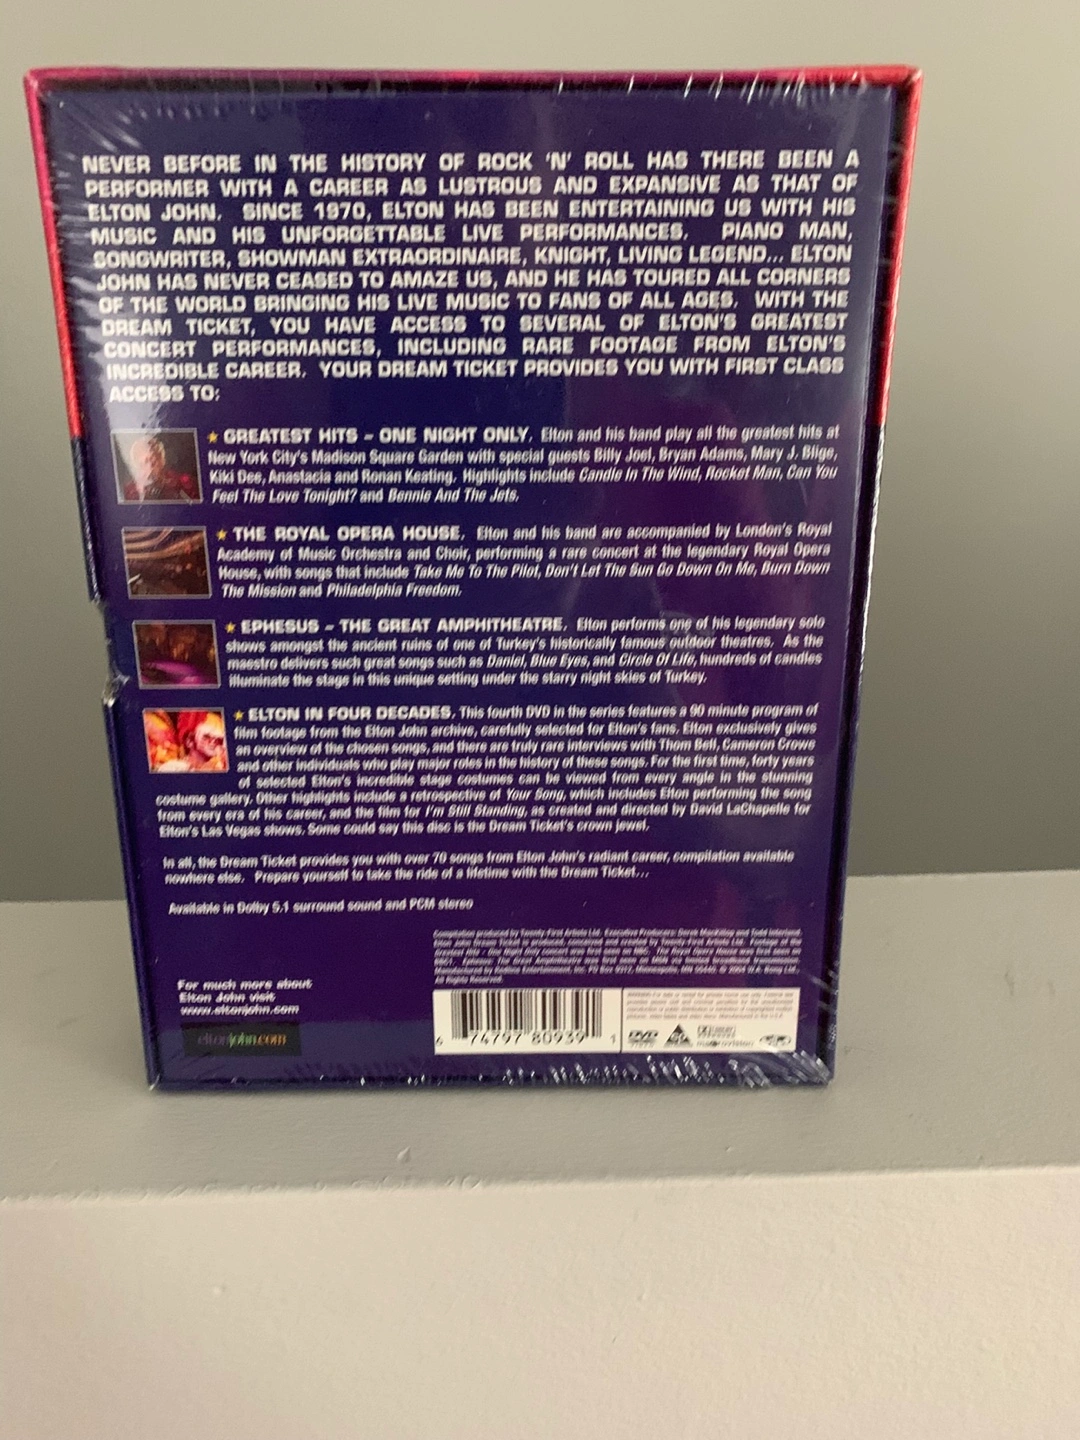 NEVER BEFORE IN THE HISTORY OF ROCK 'N' ROLL HAS THERE BEEN A
PERFORMER WITH A CAREER AS LUSTROUS AND EXPANSIVE AS THAT OF
ELTON JOHN. SINCE 1970, ELTON HAS BEEN ENTERTAINING US WITH HIS
MUSIC AND HIS UNFORGETTABLE LIVE PERFORMANCES. PIANO MAN,
SONGWRITER, SHOWMAN EXTRAORDINAIRE, KNIGHT, LIVING LEGEND... ELTON
JOHN HAS NEVER CEASED TO AMAZE US, AND HE HAS TOURED ALL CORNERS
OF THE WORLD BRINGING HIS LIVE MUSIC TO FANS OF ALL AGES. WITH THE
DREAM TICKET, YOU HAVE ACCESS TO SEVERAL OF ELTON'S GREATEST
CONCERT PERFORMANCES, INCLUDING RARE FOOTAGE FROM ELTON'S
INCREDIBLE CAREER. YOUR DREAM TICKET PROVIDES YOU WITH FIRST CLASS
ACCESS TO:
★ GREATEST HITS - ONE NIGHT ONLY. Elton and his band play all the greatest hits at
New York City's Madison Square Garden with special guests Billy Joel, Bryan Adams, Mary J. Blige,
Kiki Dee, Anastacia and Ronan Keating. Highlights include Candle In The Wind, Rocket Man, Can You
Feel The Love Tonight? and Bennie And The Jets.
★ THE ROYAL OPERA HOUSE. Elton and his band are accompanied by London's Royal
Academy of Music Orchestra and Choir, performing a rare concert at the legendary Royal Opera
House, with songs that include Take Me To The Pilot, Don't Let The Sun Go Down On Me, Burn Down
The Mission and Philadelphia Freedom.
★ EPHESUS - THE GREAT AMPHITHEATRE. Elton performs one of his legendary solo
shows amongst the ancient ruins of one of Turkey's historically famous outdoor theatres. As the
maestro delivers such great songs such as Daniel, Blue Eyes, and Circle Of Life, hundreds of candles
illuminate the stage in this unique setting under the starry night skies of Turkey.
★ ELTON IN FOUR DECADES. This fourth DVD in the series features a 90 minute program of
film footage from the Elton John archive, carefully selected for Elton's fans. Elton exclusively gives
an overview of the chosen songs, and there are truly rare interviews with Thom Bell, Cameron Crowe
and other individuals who play major roles in the history of these songs. For the first time, forty years
of selected Elton's incredible stage costumes can be viewed from every angle in the stunning
costume gallery. Other highlights include a retrospective of Your Song, which includes Elton performing the song
from every era of his career, and the film for I'm Still Standing, as created and directed by David LaChapelle for
Elton's Las Vegas shows. Some could say this disc is the Dream Ticket's crown jewel.
In all, the Dream Ticket provides you with over 70 songs from Elton John's radiant career, compilation available
nowhere else. Prepare yourself to take the ride of a lifetime with the Dream Ticket...
Available in Dolby 5.1 surround sound and PCM stereo
All Rights Reserved.
For much more about
Elton John visit
www.eltonjohn.com
eltonjohn.com
6 74797 80939 1
DVD
macrovision